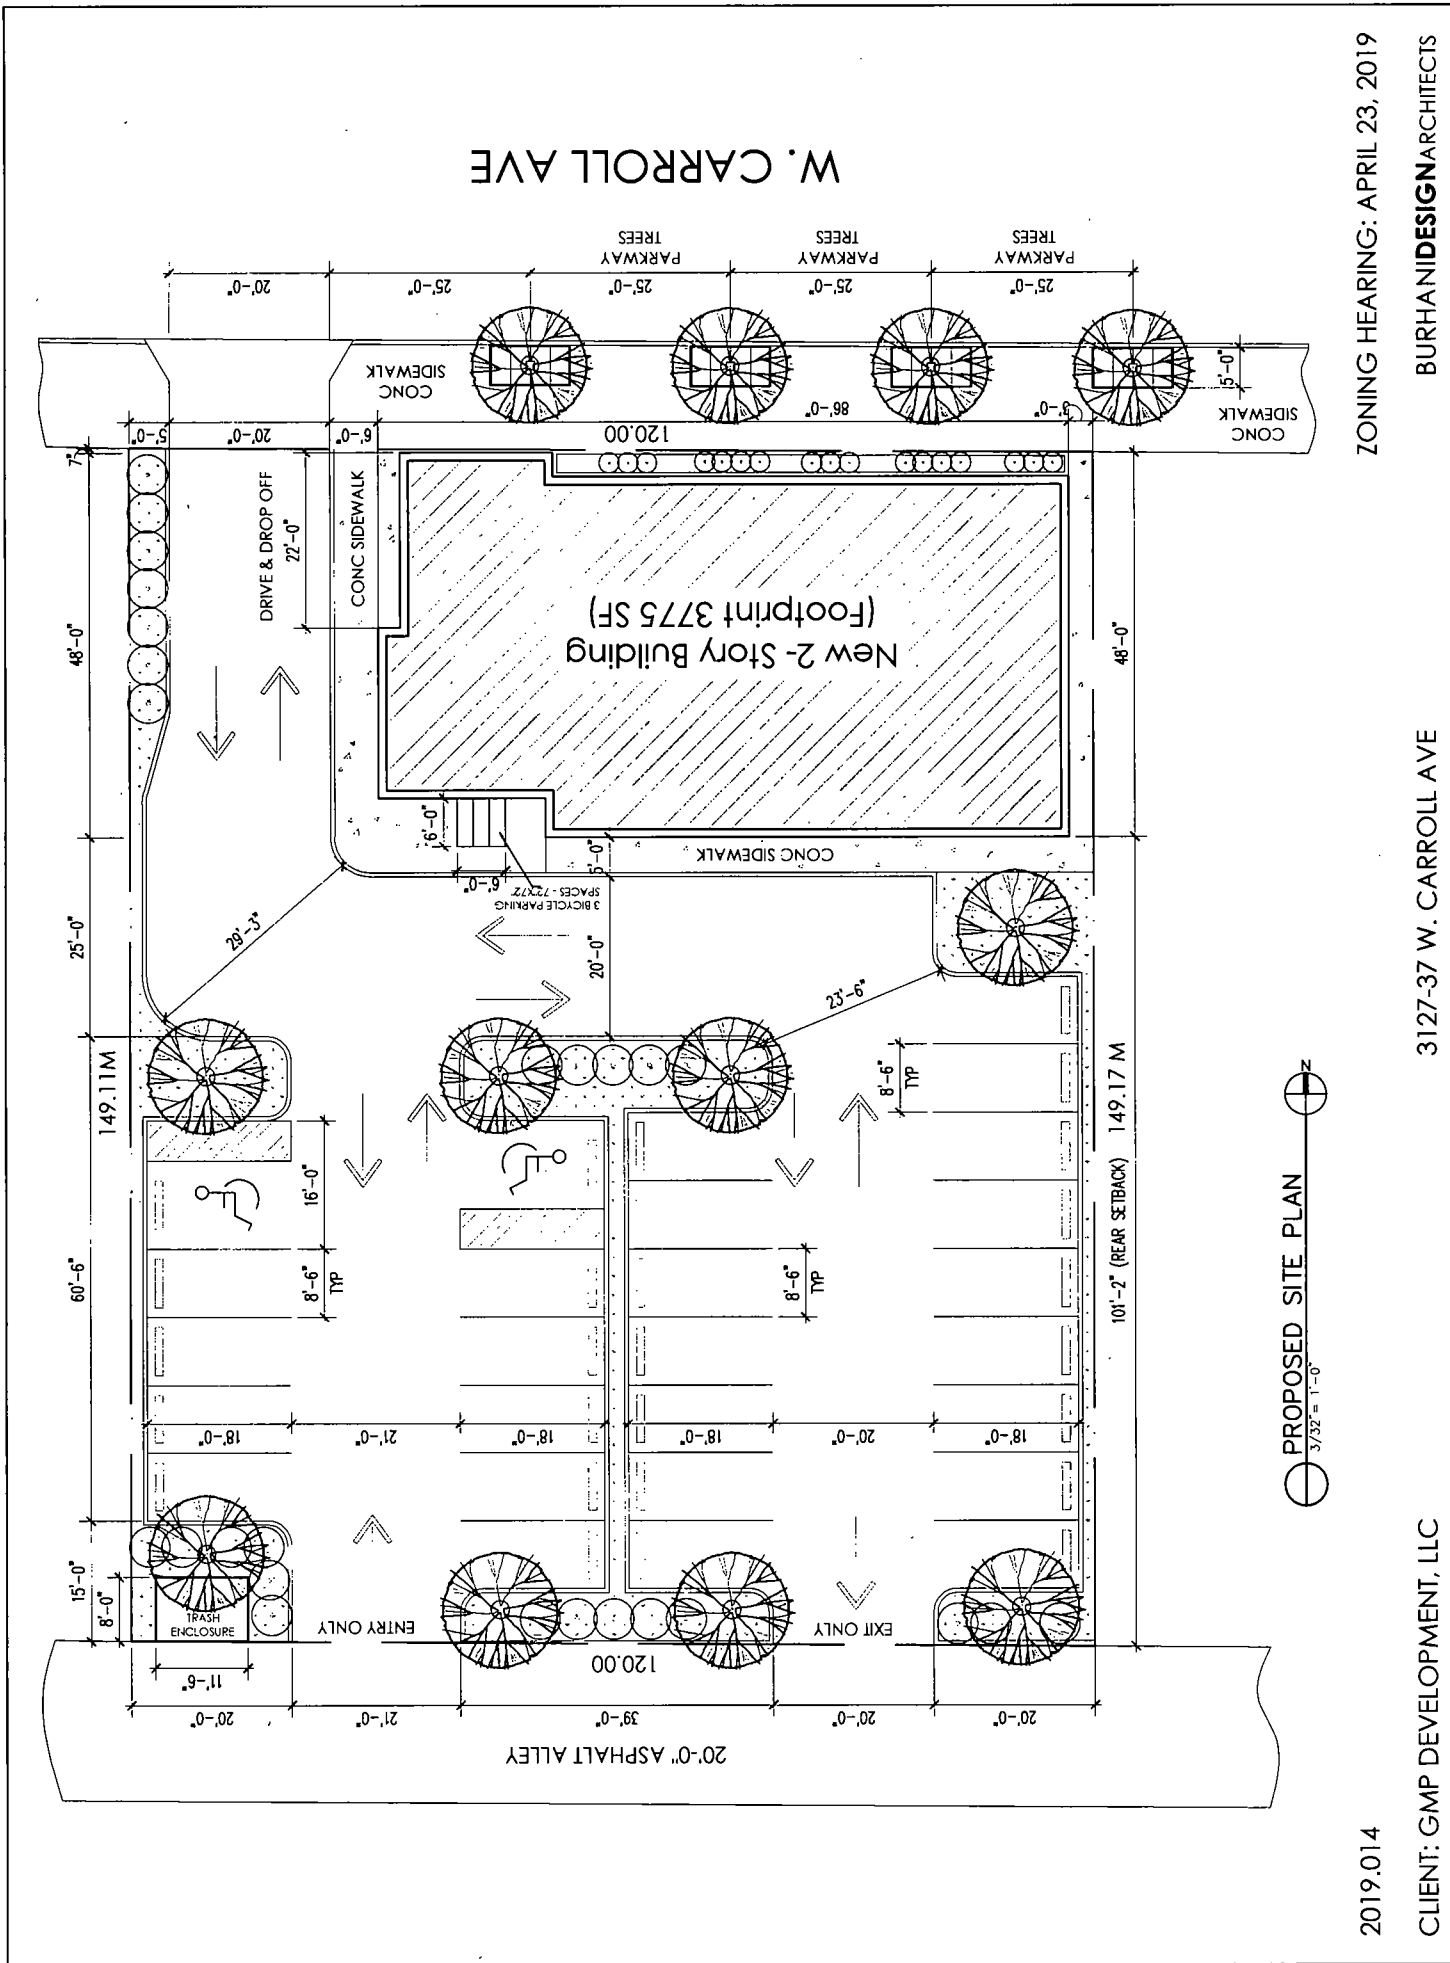 W. CARROLL AVE
PARKWAY
TREES
PARKWAY
TREES
PARKWAY
TREES
20'-0"
25'-0"
25'-0"
25'-0"
25'-0"
CONC
SIDEWALK
CONC
SIDEWALK
5'-0"
5'-0"
20'-0"
6'-0"
120.00
86'-0"
3'-0"
7"
48'-0"
25'-0"
60'-6"
15'-0"
8'-0"
149.11M
DRIVE & DROP OFF
22'-0"
CONC SIDEWALK
New 2- Story Building
(Footprint 3775 SF)
48'-0"
6'-0"
6'-0"
3 BICYCLE PARKING
SPACES - 72"X72"
5'-0"
CONC SIDEWALK
29'-3"
20'-0"
23'-6"
8'-6"
TYP
16'-0"
8'-6"
TYP
8'-6"
TYP
101'-2" (REAR SETBACK)
149.17 M
18'-0"
21'-0"
18'-0"
18'-0"
20'-0"
18'-0"
TRASH
ENCLOSURE
ENTRY ONLY
EXIT ONLY
11'-6"
120.00
20'-0"
21'-0"
39'-0"
20'-0"
20'-0"
20'-0" ASPHALT ALLEY
N
PROPOSED SITE PLAN
3/32" = 1'-0"
2019.014
ZONING HEARING: APRIL 23, 2019
CLIENT: GMP DEVELOPMENT, LLC
3127-37 W. CARROLL AVE
BURHANIDESIGNARCHITECTS